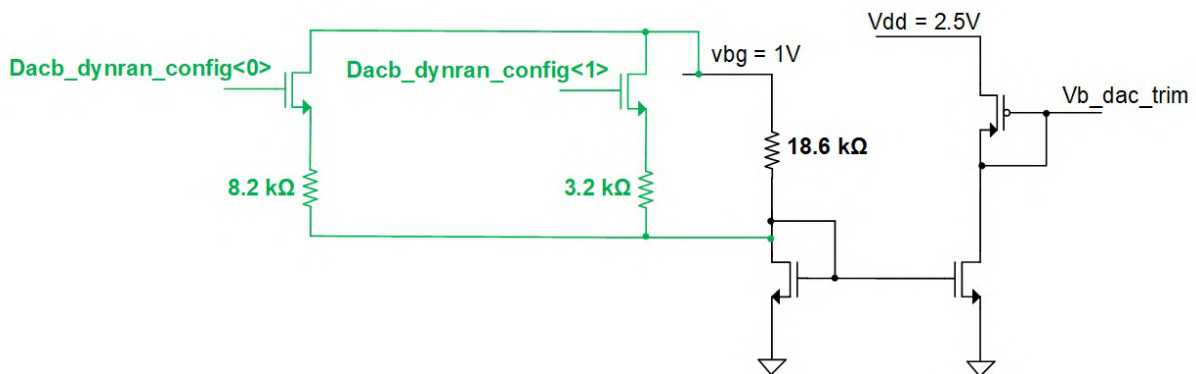 Vdd = 2.5V
Dacb_dynran_config<0>
Dacb_dynran_config<1>
vbg = 1V
Vb_dac_trim
18.6 kΩ
8.2 kΩ
3.2 kΩ